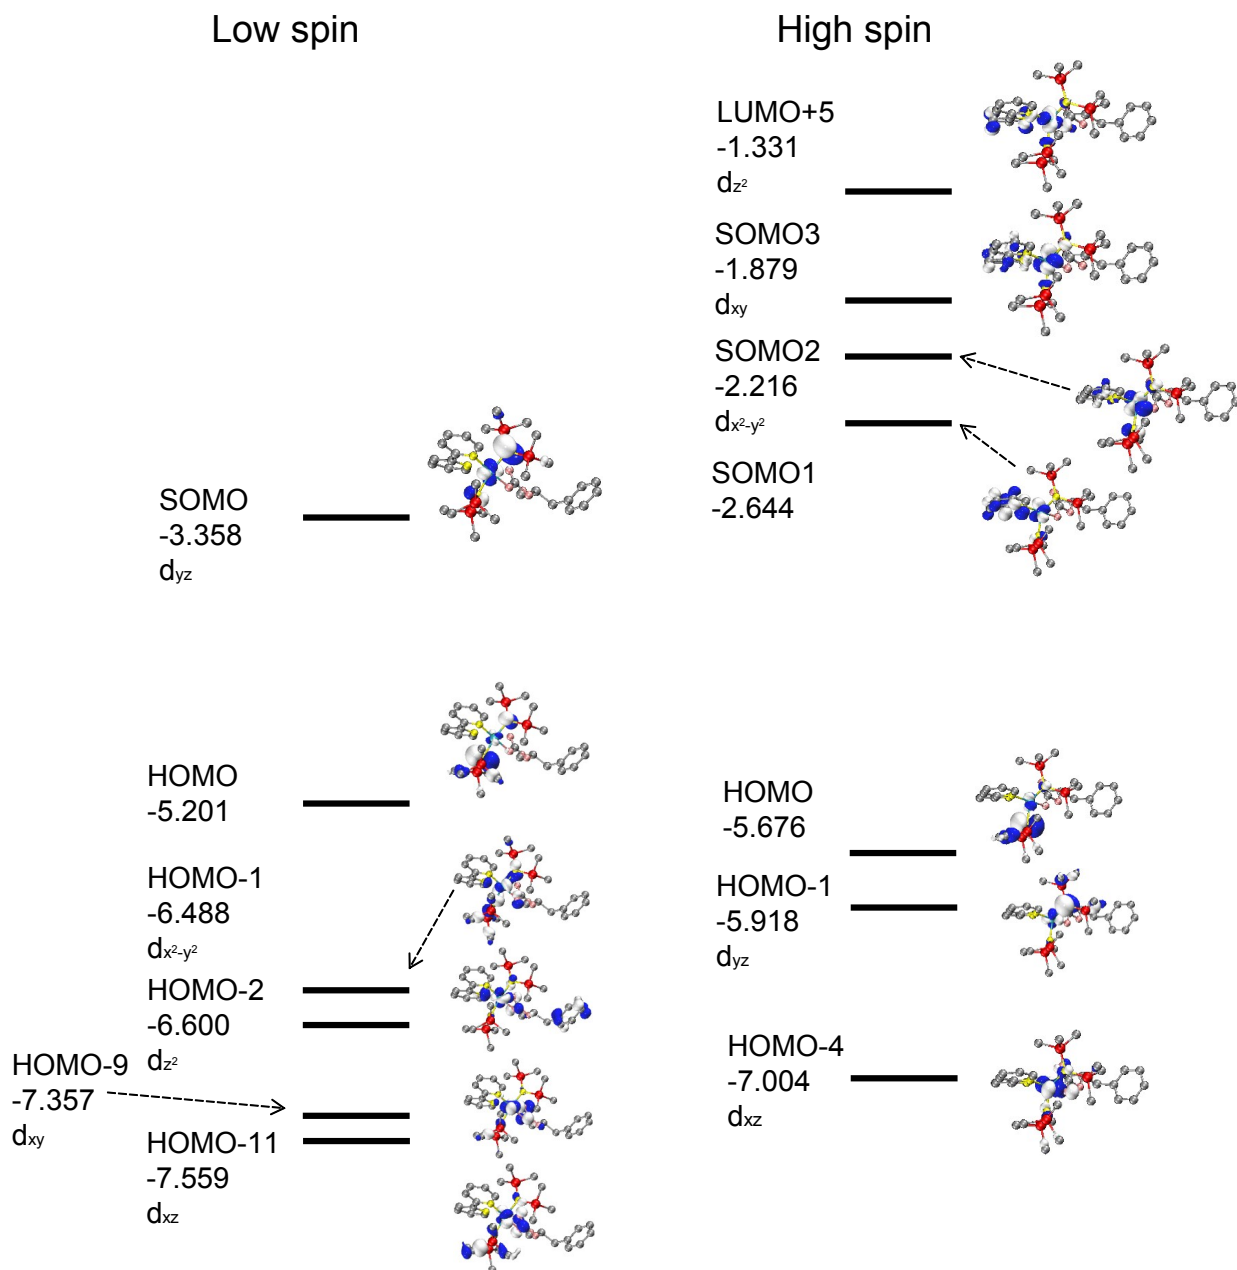 Low spin
SOMO
-3.358
dyz
HOMO
-5.201
HOMO-1
-6.488
dx²-y²
HOMO-2
-6.600
dz²
HOMO-9
-7.357
dxy
HOMO-11
-7.559
dxz
High spin
LUMO+5
-1.331
dz²
SOMO3
-1.879
dxy
SOMO2
-2.216
dx²-y²
SOMO1
-2.644
HOMO
-5.676
HOMO-1
-5.918
dyz
HOMO-4
-7.004
dxz